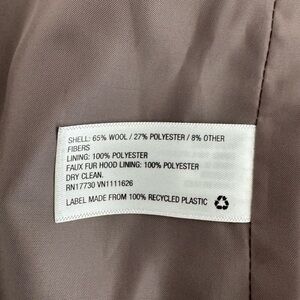 SHELL: 65% WOOL / 27% POLYESTER / 8% OTHER
FIBERS
LINING: 100% POLYESTER
FAUX FUR HOOD LINING: 100% POLYESTER
DRY CLEAN.
RN17730 VN1111626
LABEL MADE FROM 100% RECYCLED PLASTIC